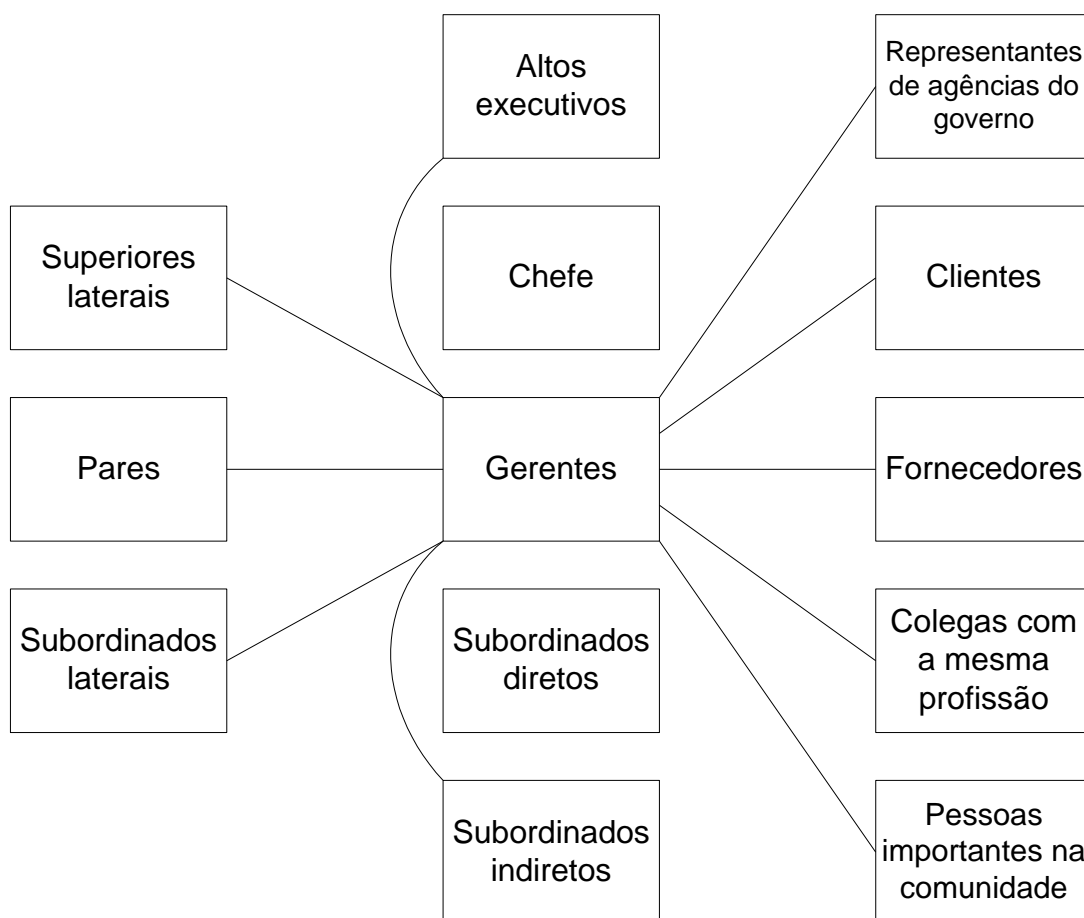 Altos
executivos
Representantes
de agências do
governo
Superiores
laterais
Chefe
Clientes
Pares
Gerentes
Fornecedores
Subordinados
laterais
Subordinados
diretos
Colegas com
a mesma
profissão
Subordinados
indiretos
Pessoas
importantes na
comunidade